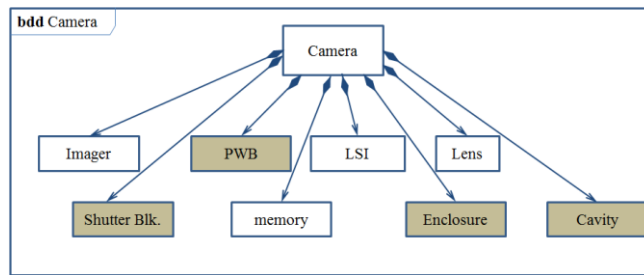 bdd Camera
Camera
Imager
PWB
LSI
Lens
Shutter Blk.
memory
Enclosure
Cavity